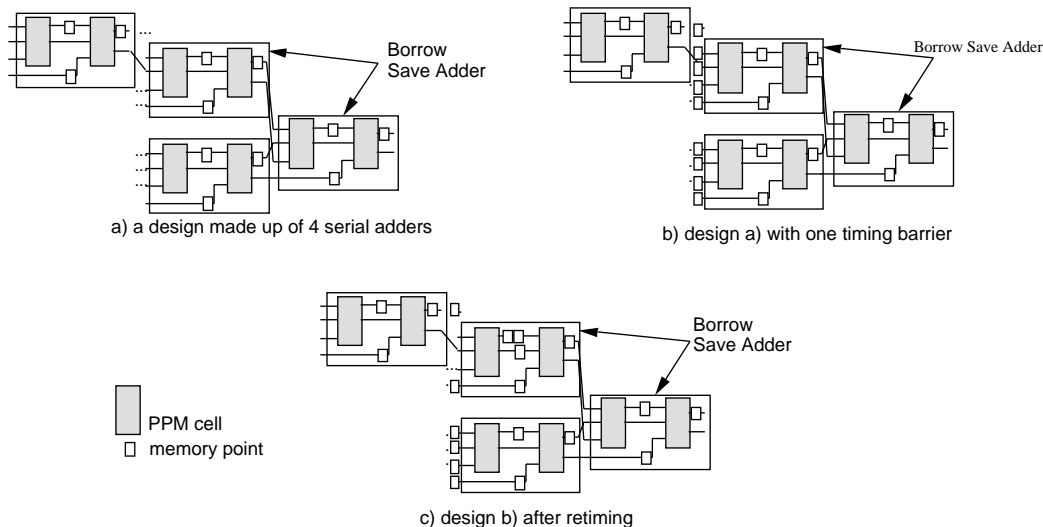 Borrow
Save Adder
a) a design made up of 4 serial adders
Borrow Save Adder
b) design a) with one timing barrier
Borrow
Save Adder
PPM cell
memory point
c) design b) after retiming